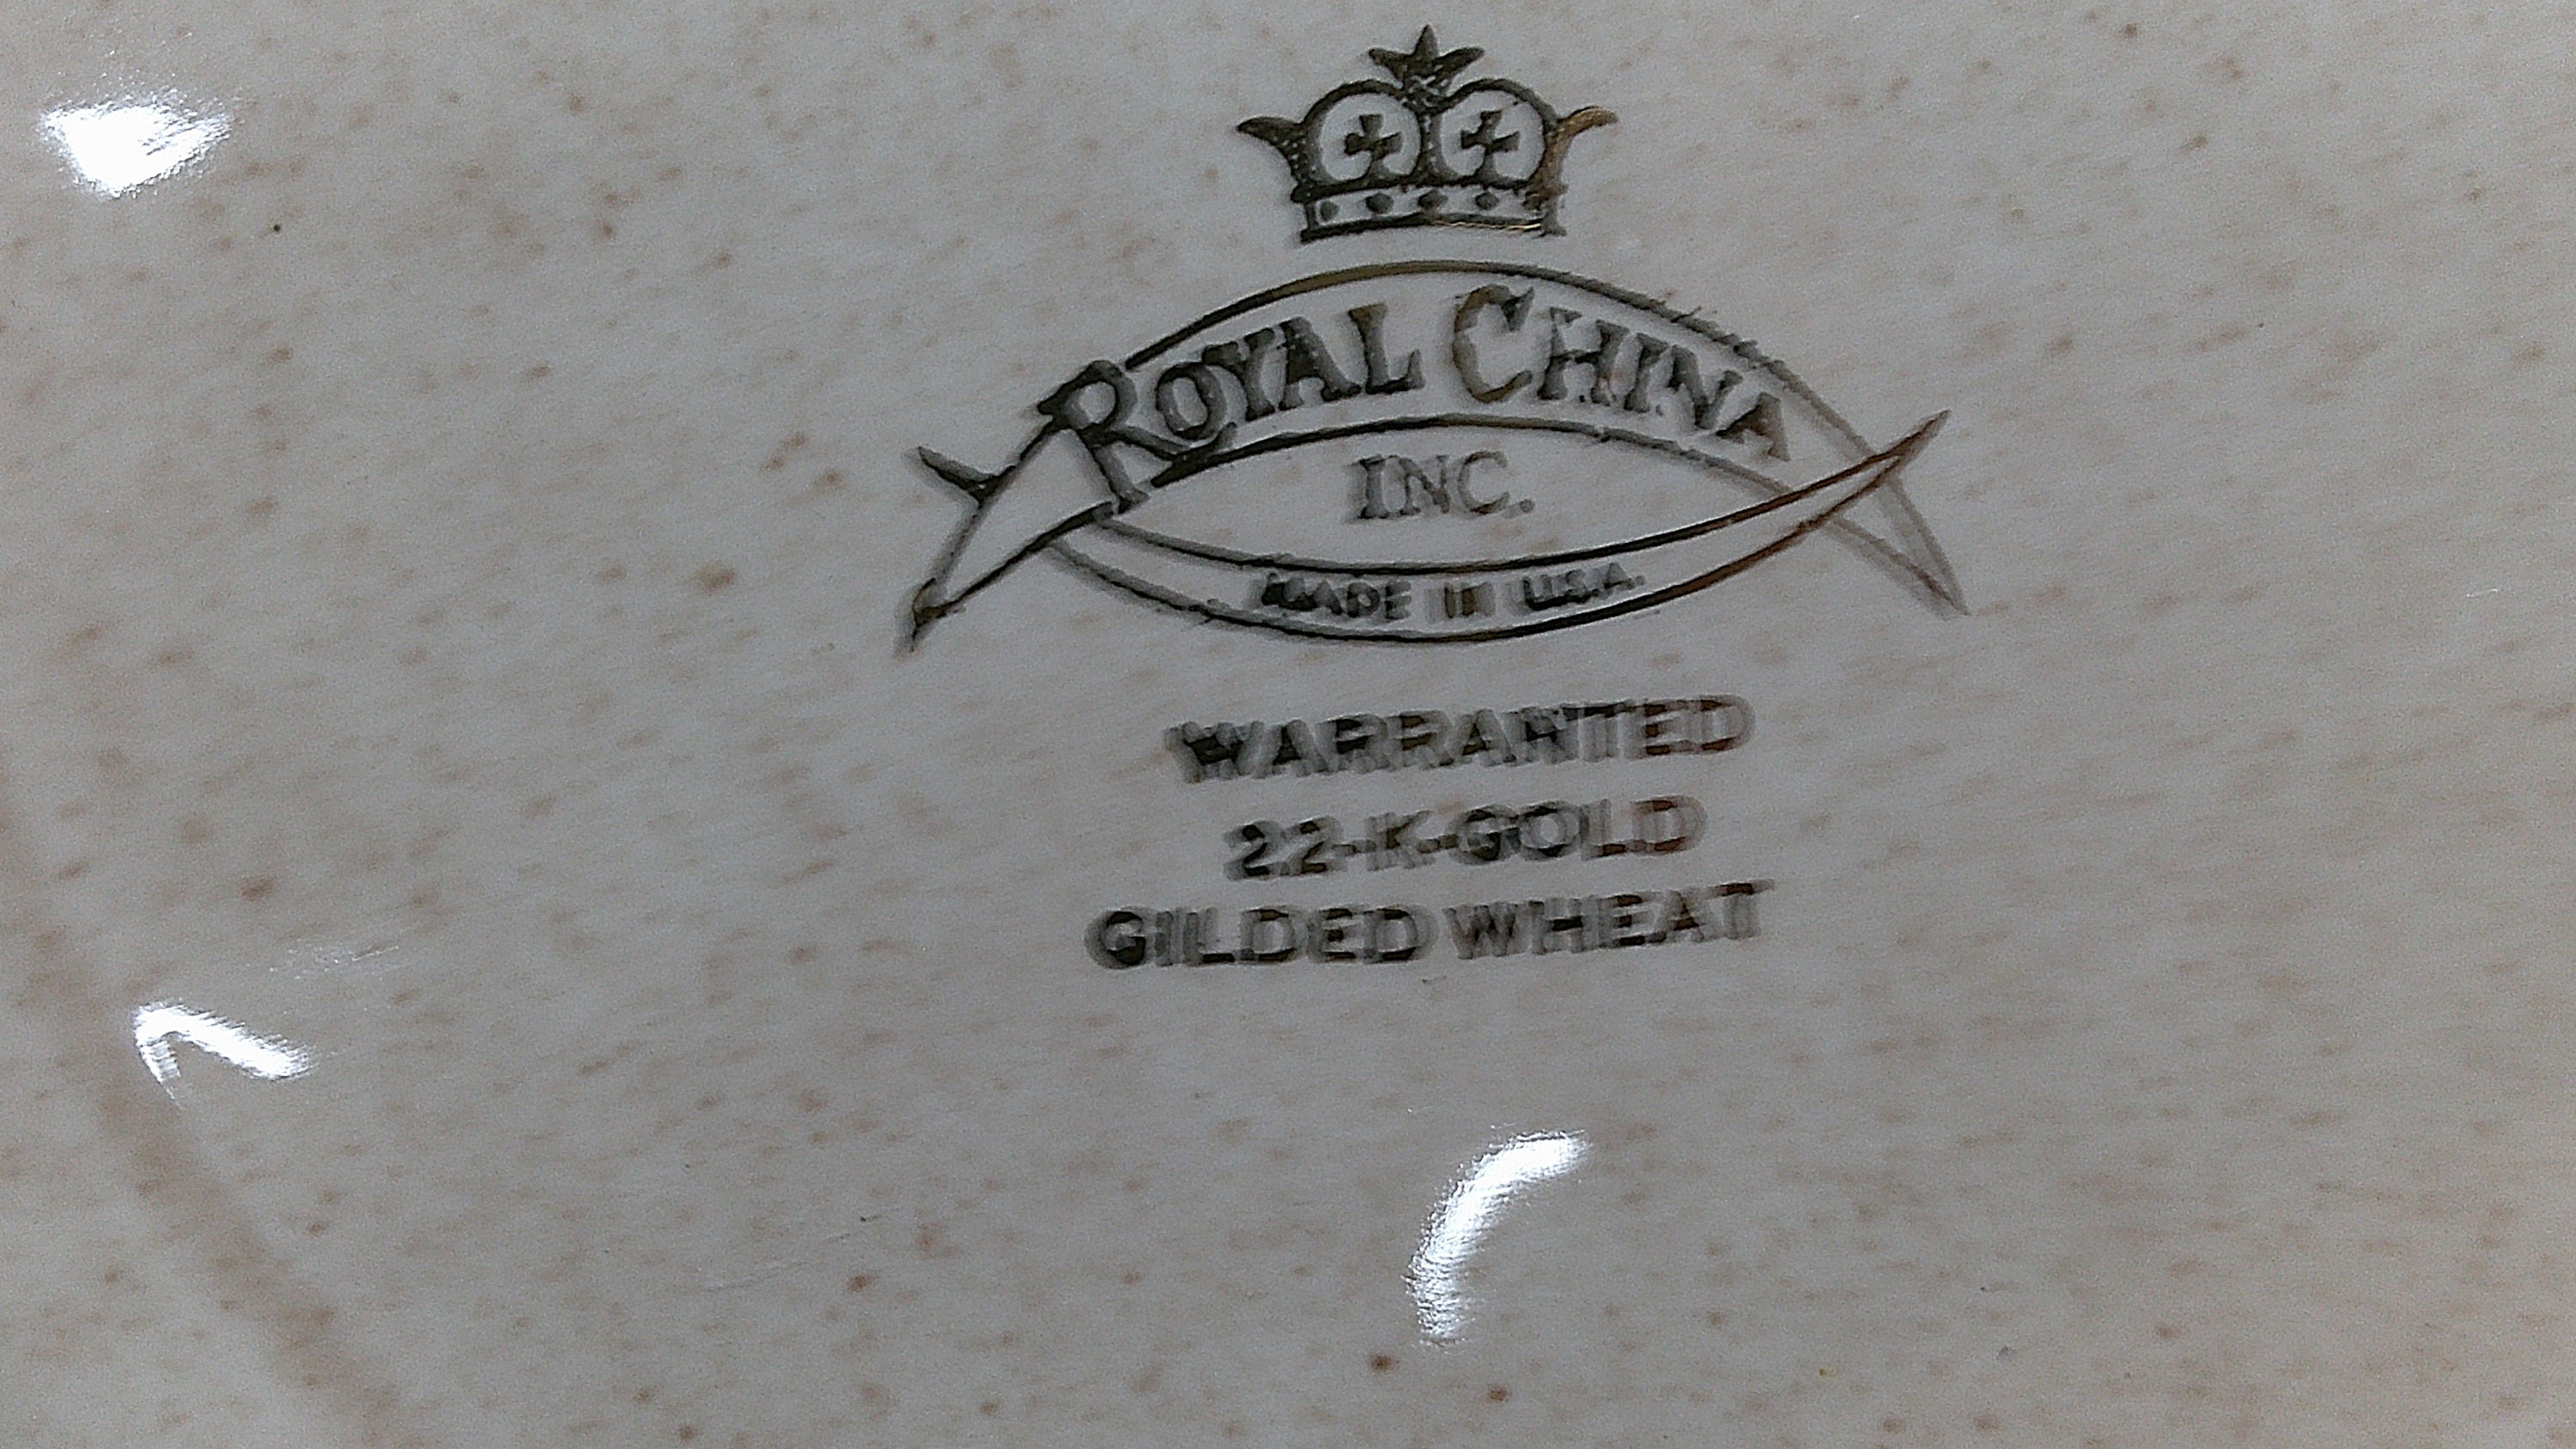 ROYAL CHINA
INC.
MADE IN U.S.A.
WARRANTED
22-K-GOLD
GILDED WHEAT